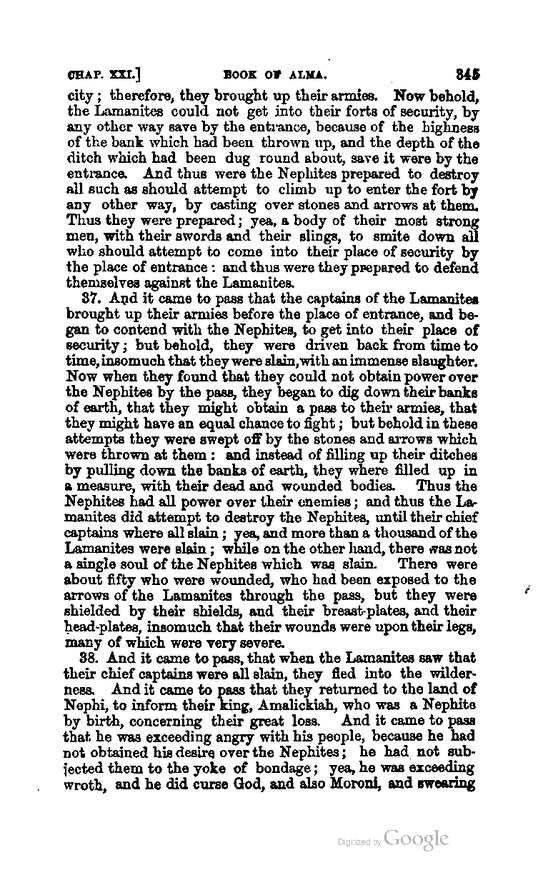 CHAP. XXI.] BOOK OF ALMA. 345
city; therefore, they brought up their armies. Now behold,
the Lamanites could not get into their forts of security, by
any other way save by the entrance, because of the highness
of the bank which had been thrown up, and the depth of the
ditch which had been dug round about, save it were by the
entrance. And thus were the Nephites prepared to destroy
all such as should attempt to climb up to enter the fort by
any other way, by casting over stones and arrows at them.
Thus they were prepared; yea, a body of their most strong
men, with their swords and their slings, to smite down all
who should attempt to come into their place of security by
the place of entrance: and thus were they prepared to defend
themselves against the Lamanites.
37. And it came to pass that the captains of the Lamanites
brought up their armies before the place of entrance, and be-
gan to contend with the Nephites, to get into their place of
security; but behold, they were driven back from time to
time, insomuch that they were slain, with an immense slaughter.
Now when they found that they could not obtain power over
the Nephites by the pass, they began to dig down their banks
of earth, that they might obtain a pass to their armies, that
they might have an equal chance to fight; but behold in these
attempts they were swept off by the stones and arrows which
were thrown at them: and instead of filling up their ditches
by pulling down the banks of earth, they where filled up in
a measure, with their dead and wounded bodies. Thus the
Nephites had all power over their enemies; and thus the La-
manites did attempt to destroy the Nephites, until their chief
captains where all slain; yea, and more than a thousand of the
Lamanites were slain; while on the other hand, there was not
a single soul of the Nephites which was slain. There were
about fifty who were wounded, who had been exposed to the
arrows of the Lamanites through the pass, but they were
shielded by their shields, and their breast-plates, and their
head-plates, insomuch that their wounds were upon their legs,
many of which were very severe.
38. And it came to pass, that when the Lamanites saw that
their chief captains were all slain, they fled into the wilder-
ness. And it came to pass that they returned to the land of
Nephi, to inform their king, Amalickiah, who was a Nephite
by birth, concerning their great loss. And it came to pass
that he was exceeding angry with his people, because he had
not obtained his desire over the Nephites; he had not sub-
jected them to the yoke of bondage; yea, he was exceeding
wroth, and he did curse God, and also Moroni, and swearing
Digitized by Google